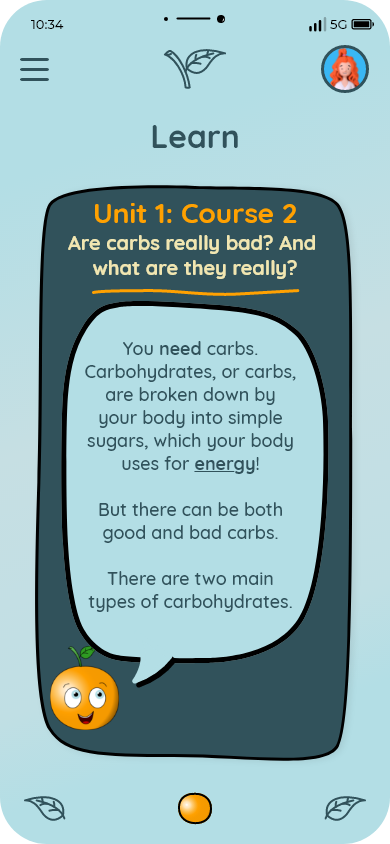 10:34
5G
Learn
Unit 1: Course 2
Are carbs really bad? And
what are they really?
You need carbs.
Carbohydrates, or carbs,
are broken down by
your body into simple
sugars, which your body
uses for energy!
But there can be both
good and bad carbs.
There are two main
types of carbohydrates.